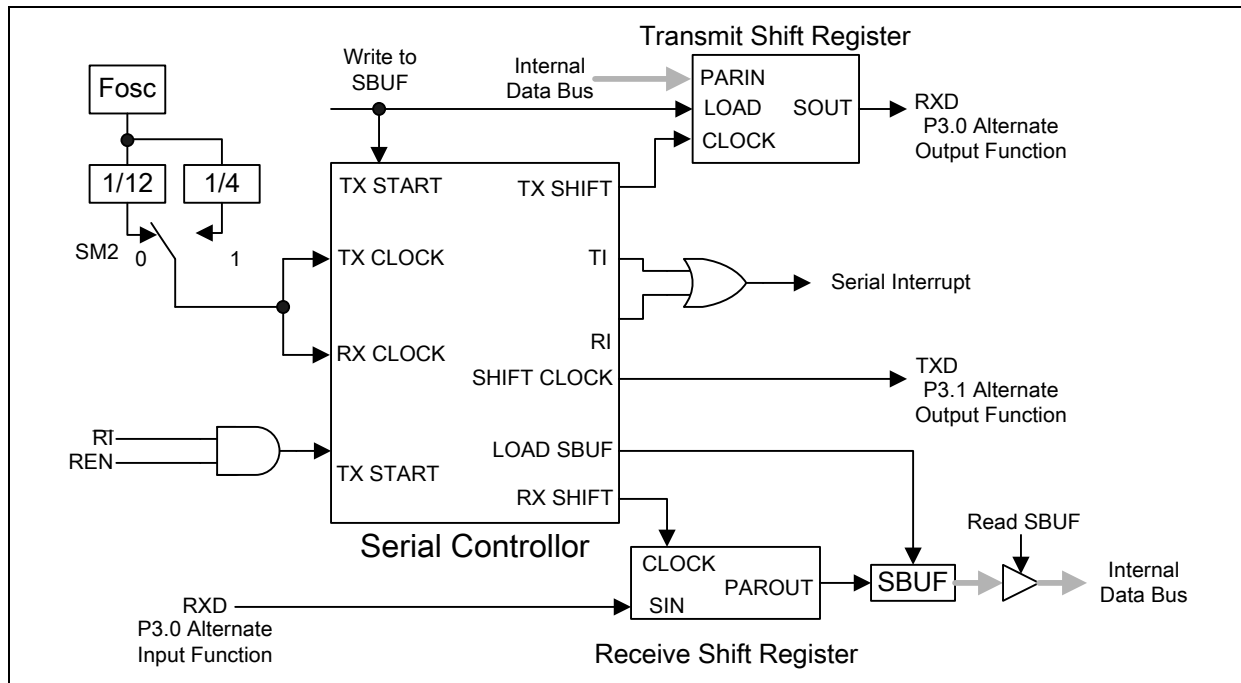 Transmit Shift Register
Write to
SBUF
Internal
Data Bus
PARIN
LOAD
SOUT
CLOCK
RXD
P3.0 Alternate
Output Function
Fosc
1/12
1/4
SM2
0
1
TX START
TX SHIFT
TX CLOCK
TI
Serial Interrupt
RI
RX CLOCK
SHIFT CLOCK
TXD
P3.1 Alternate
Output Function
R̅I̅
REN
TX START
LOAD SBUF
RX SHIFT
Serial Controllor
Read SBUF
CLOCK
PAROUT
SIN
SBUF
Internal
Data Bus
RXD
P3.0 Alternate
Input Function
Receive Shift Register